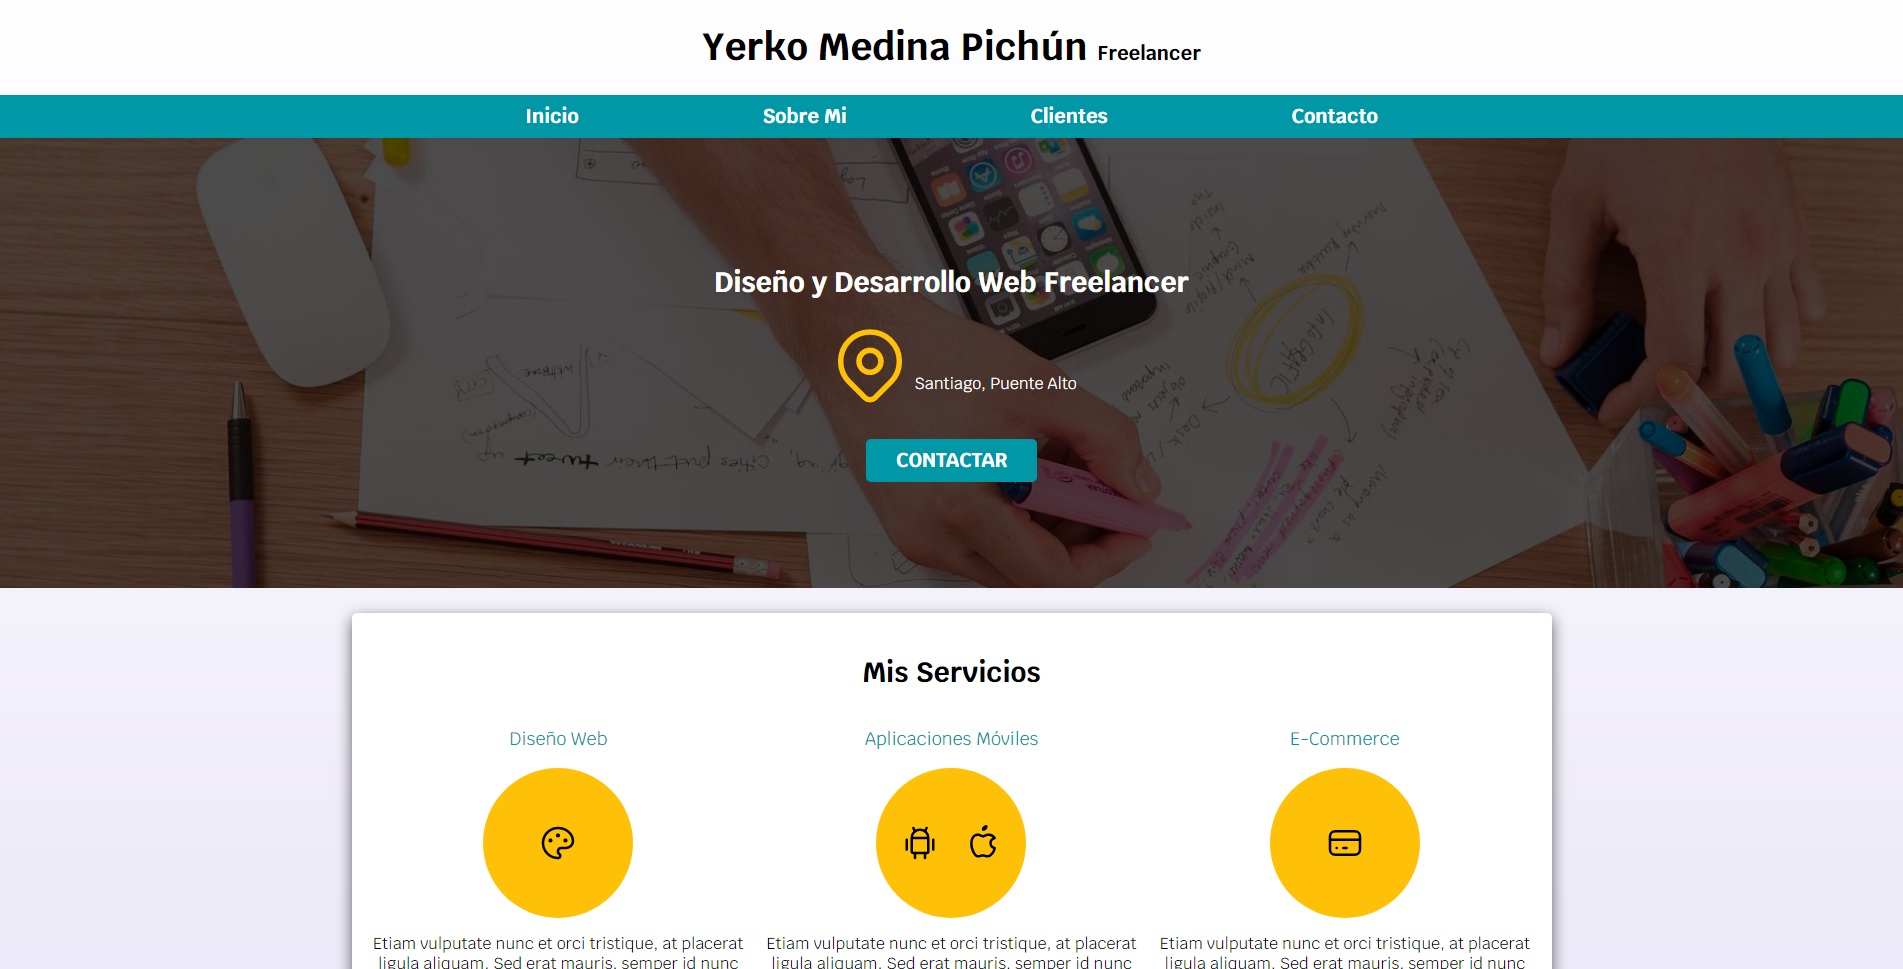 Yerko Medina Pichún Freelancer
Inicio Sobre Mi Clientes Contacto
Diseño y Desarrollo Web Freelancer
Santiago, Puente Alto
CONTACTAR
Mis Servicios
Diseño Web
Aplicaciones Móviles
E-Commerce
Etiam vulputate nunc et orci tristique, at placerat
ligula aliquam. Sed erat mauris, semper id nunc
Etiam vulputate nunc et orci tristique, at placerat
ligula aliquam. Sed erat mauris, semper id nunc
Etiam vulputate nunc et orci tristique, at placerat
ligula aliquam. Sed erat mauris, semper id nunc
INFOGRAPHIC